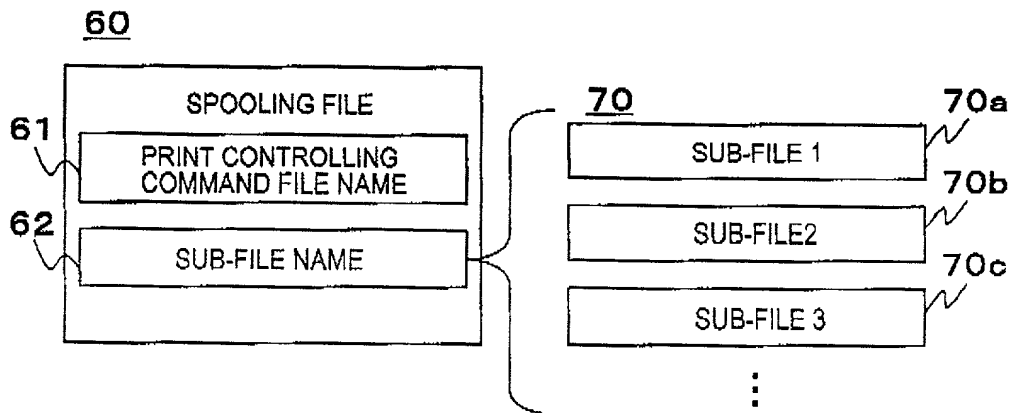 60
SPOOLING FILE
61
PRINT CONTROLLING
COMMAND FILE NAME
62
SUB-FILE NAME
70
70a
SUB-FILE 1
70b
SUB-FILE2
70c
SUB-FILE 3